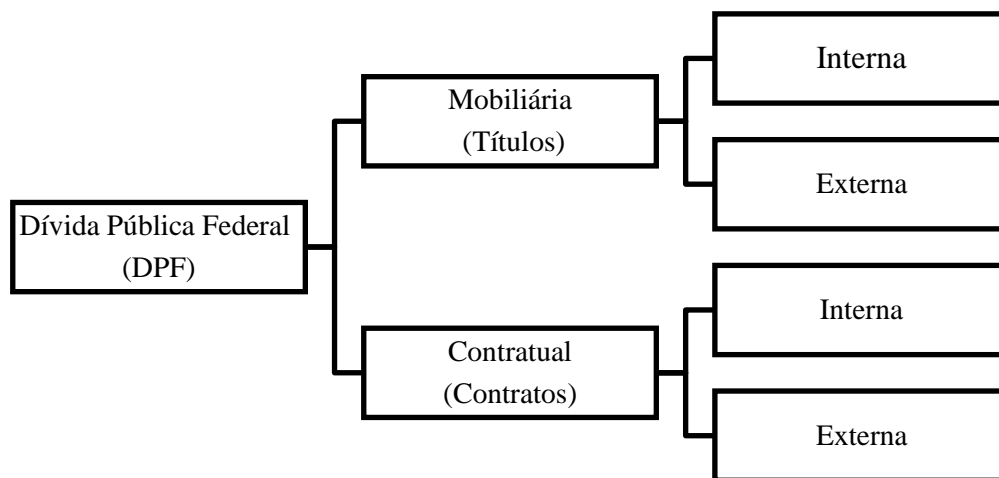 Dívida Pública Federal
(DPF)
Mobiliária
(Títulos)
Interna
Externa
Contratual
(Contratos)
Interna
Externa